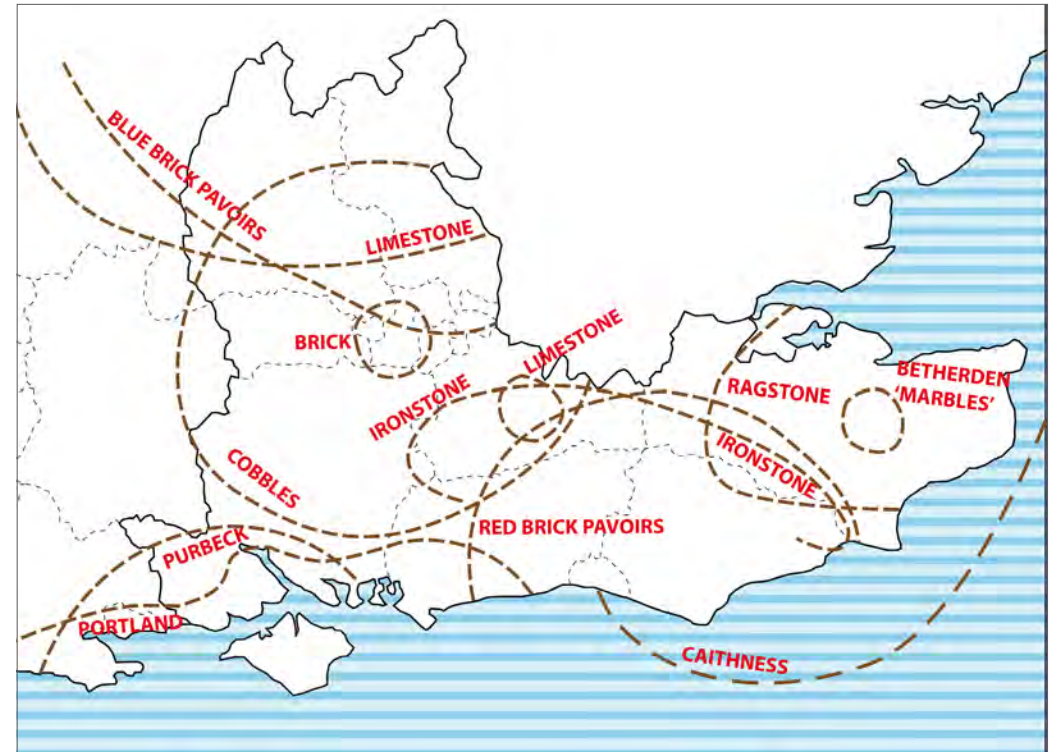 BLUE BRICK PAVOIRS
LIMESTONE
BRICK
LIMESTONE
IRONSTONE
RAGSTONE
BETHERDEN
'MARBLES'
IRONSTONE
COBBLES
RED BRICK PAVOIRS
PURBECK
PORTLAND
CAITHNESS